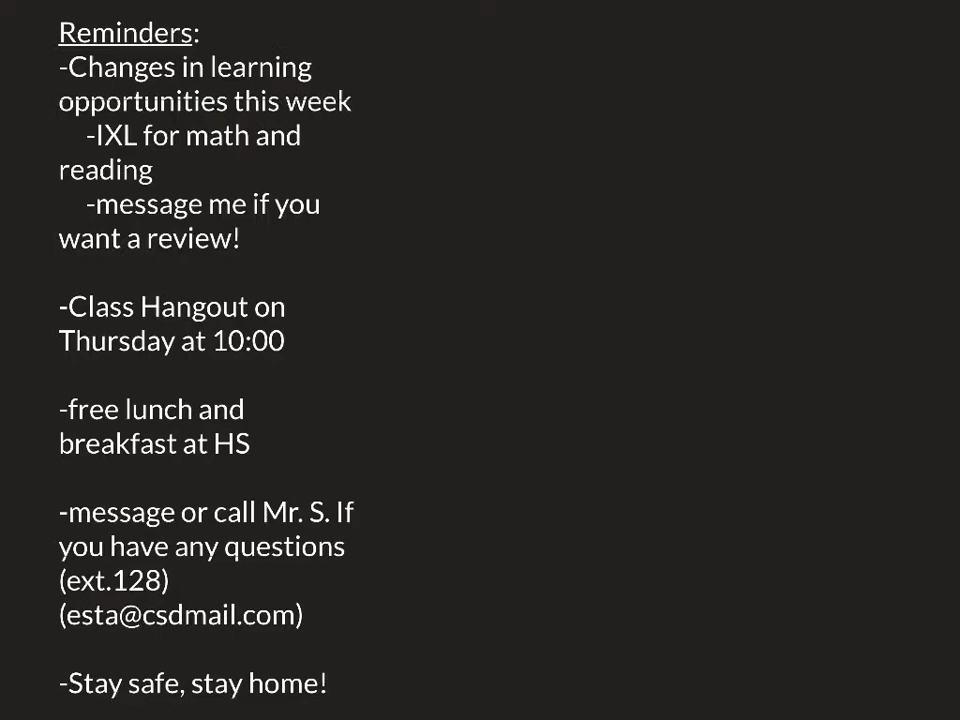 Reminders:
-Changes in learning
opportunities this week
-IXL for math and
reading
-message me if you
want a review!
-Class Hangout on
Thursday at 10:00
-free lunch and
breakfast at HS
-message or call Mr. S. If
you have any questions
(ext.128)
(esta@csdmail.com)
-Stay safe, stay home!